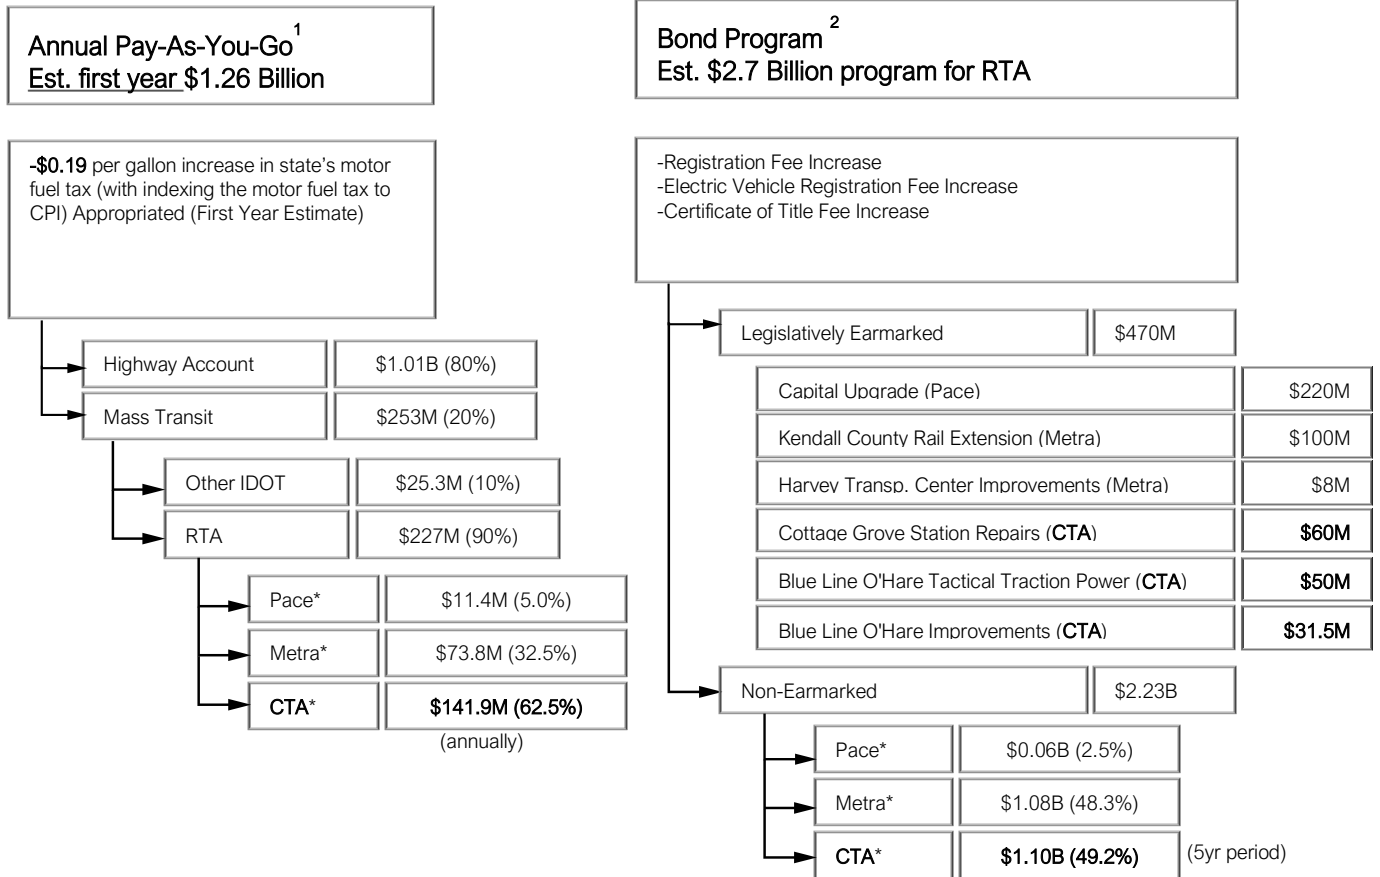 Annual Pay-As-You-Go1
Est. first year $1.26 Billion
-$0.19 per gallon increase in state’s motor
fuel tax (with indexing the motor fuel tax to
CPI) Appropriated (First Year Estimate)
Highway Account $1.01B (80%)
Mass Transit $253M (20%)
Other IDOT $25.3M (10%)
RTA $227M (90%)
Pace* $11.4M (5.0%)
Metra* $73.8M (32.5%)
CTA* $141.9M (62.5%)
(annually)
Bond Program 2
Est. $2.7 Billion program for RTA
-Registration Fee Increase
-Electric Vehicle Registration Fee Increase
-Certificate of Title Fee Increase
Legislatively Earmarked $470M
Capital Upgrade (Pace) $220M
Kendall County Rail Extension (Metra) $100M
Harvey Transp. Center Improvements (Metra) $8M
Cottage Grove Station Repairs (CTA) $60M
Blue Line O'Hare Tactical Traction Power (CTA) $50M
Blue Line O'Hare Improvements (CTA) $31.5M
Non-Earmarked $2.23B
Pace* $0.06B (2.5%)
Metra* $1.08B (48.3%)
CTA* $1.10B (49.2%) (5yr period)